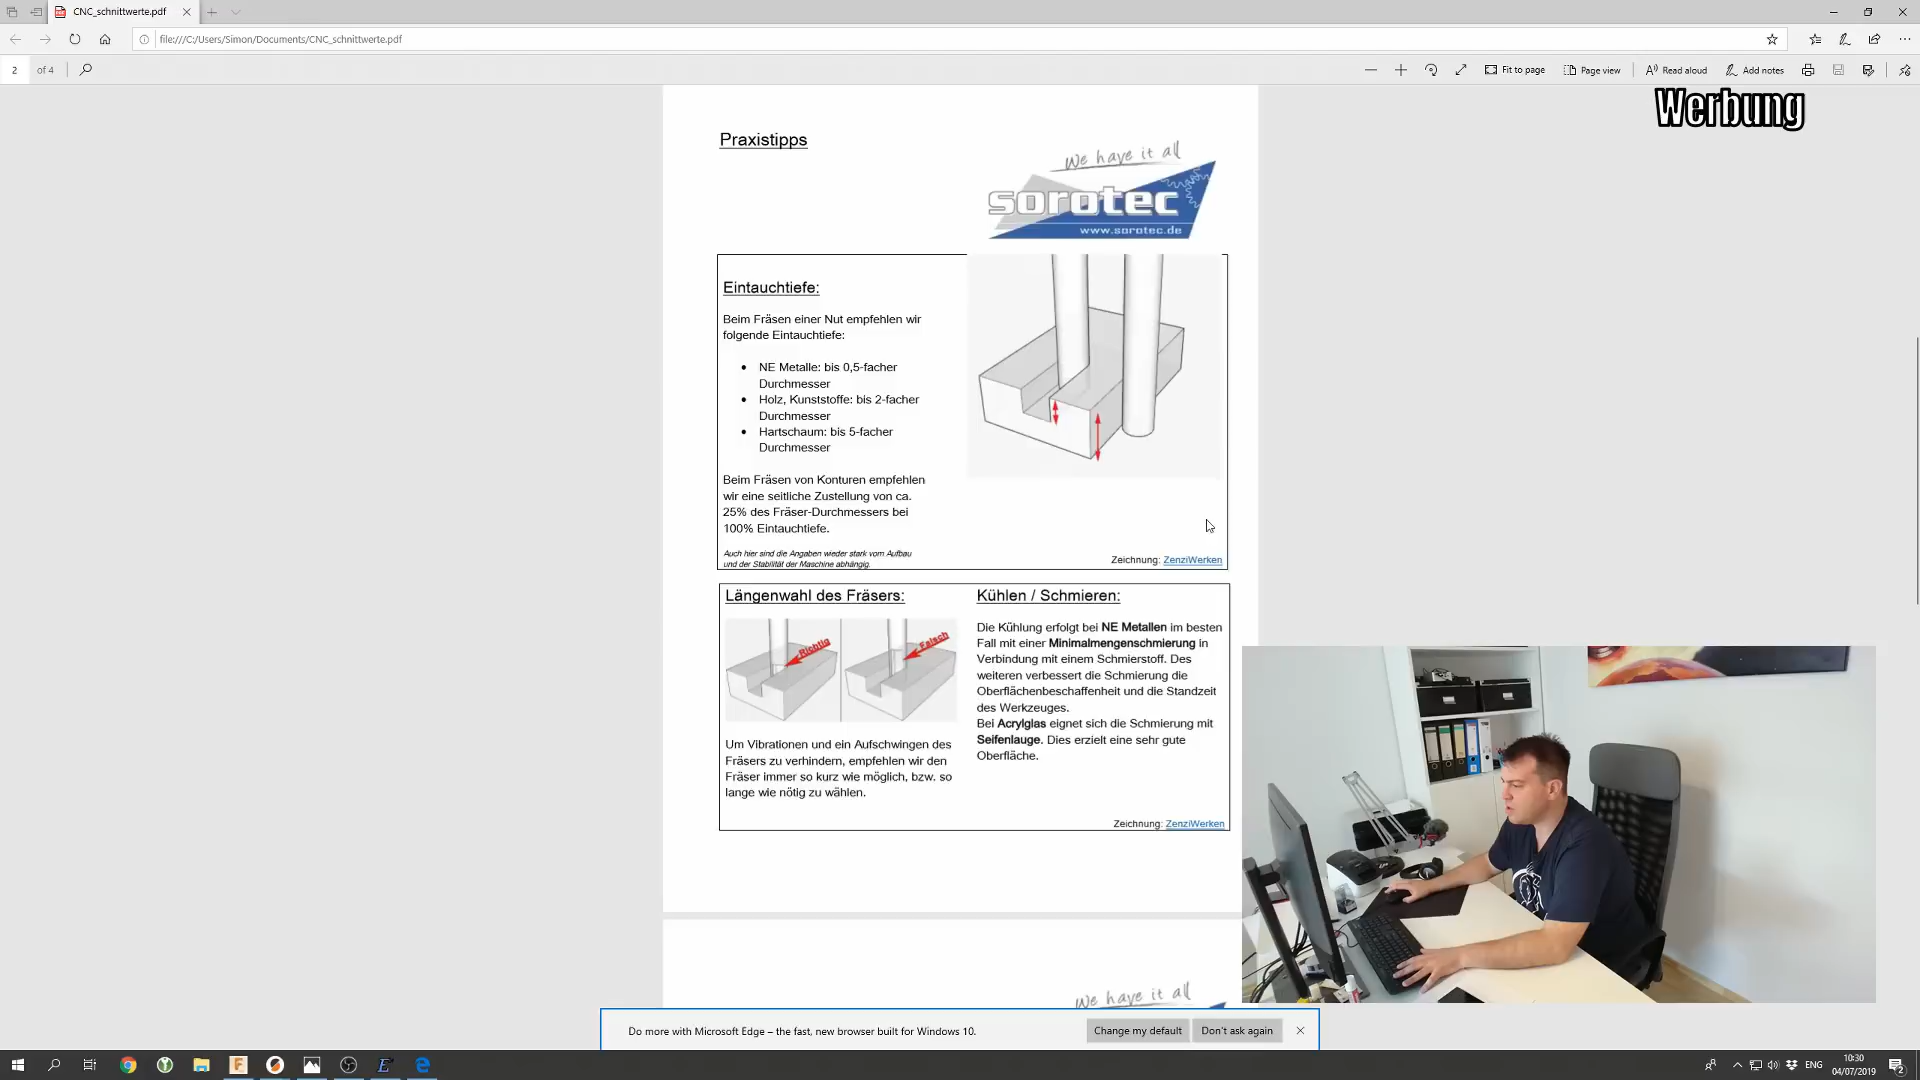 CNC_schnittwerte.pdf
file:///C:/Users/Simon/Documents/CNC_schnittwerte.pdf
2 of 4
Fit to page
Page view
Read aloud
Add notes
Werbung
Praxistipps
We have it all
sorotec
www.sorotec.de
Eintauchtiefe:
Beim Fräsen einer Nut empfehlen wir
folgende Eintauchtiefe:
• NE Metalle: bis 0,5-facher
Durchmesser
• Holz, Kunststoffe: bis 2-facher
Durchmesser
• Hartschaum: bis 5-facher
Durchmesser
Beim Fräsen von Konturen empfehlen
wir eine seitliche Zustellung von ca.
25% des Fräser-Durchmessers bei
100% Eintauchtiefe.
Auch hier sind die Angaben wieder stark vom Aufbau
und der Stabilität der Maschine abhängig.
Zeichnung: ZenziWerken
Längenwahl des Fräsers:
Richtig
Falsch
Um Vibrationen und ein Aufschwingen des
Fräsers zu verhindern, empfehlen wir den
Fräser immer so kurz wie möglich, bzw. so
lange wie nötig zu wählen.
Kühlen / Schmieren:
Die Kühlung erfolgt bei NE Metallen im besten
Fall mit einer Minimalmengenschmierung in
Verbindung mit einem Schmierstoff. Des
weiteren verbessert die Schmierung die
Oberflächenbeschaffenheit und die Standzeit
des Werkzeuges.
Bei Acrylglas eignet sich die Schmierung mit
Seifenlauge. Dies erzielt eine sehr gute
Oberfläche.
Zeichnung: ZenziWerken
We have it all
Do more with Microsoft Edge – the fast, new browser built for Windows 10.
Change my default
Don't ask again
ENG
10:30
04/07/2019
2